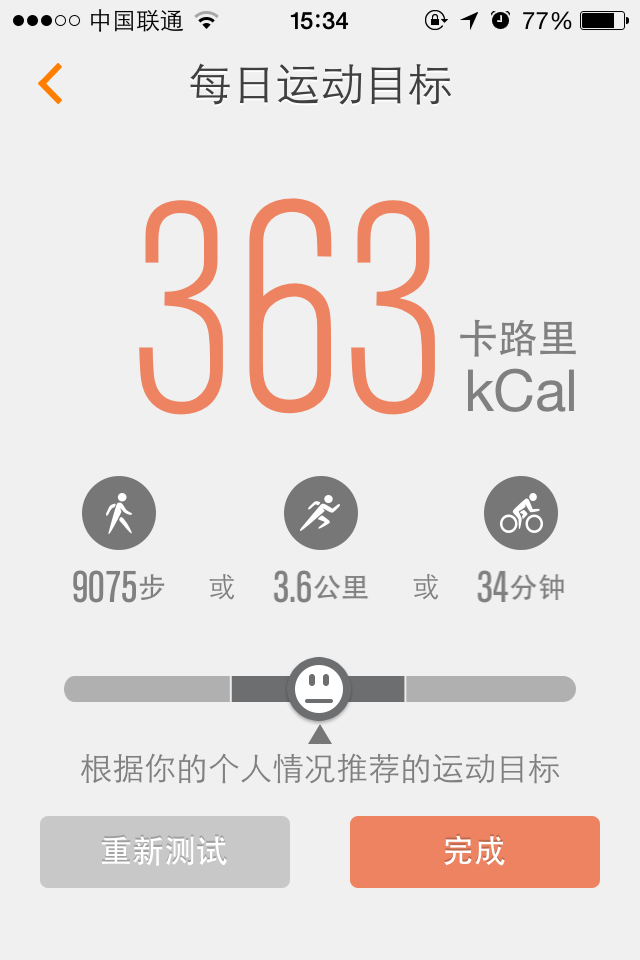 中国联通 15:34 77%
每日运动目标
363 卡路里
kCal
9075步 或 3.6公里 或 34分钟
根据你的个人情况推荐的运动目标
重新测试 完成